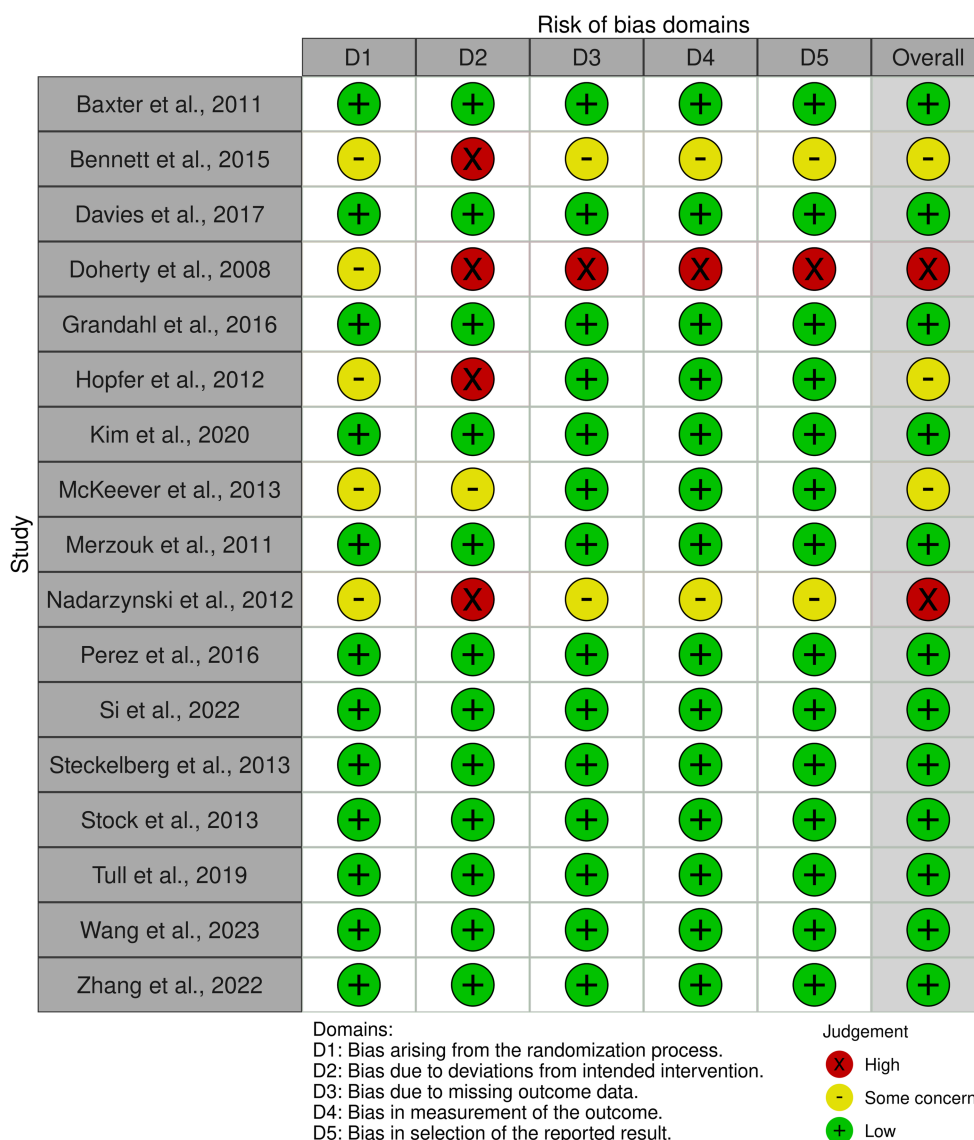 Risk of bias domains
D1 D2 D3 D4 D5 Overall
Study
Baxter et al., 2011 + + + + + +
Bennett et al., 2015 - X - - - -
Davies et al., 2017 + + + + + +
Doherty et al., 2008 - X X X X X
Grandahl et al., 2016 + + + + + +
Hopfer et al., 2012 - X + + + -
Kim et al., 2020 + + + + + +
McKeever et al., 2013 - - + + + -
Merzouk et al., 2011 + + + + + +
Nadarzynski et al., 2012 - X - - - X
Perez et al., 2016 + + + + + +
Si et al., 2022 + + + + + +
Steckelberg et al., 2013 + + + + + +
Stock et al., 2013 + + + + + +
Tull et al., 2019 + + + + + +
Wang et al., 2023 + + + + + +
Zhang et al., 2022 + + + + + +
Domains:
D1: Bias arising from the randomization process.
D2: Bias due to deviations from intended intervention.
D3: Bias due to missing outcome data.
D4: Bias in measurement of the outcome.
D5: Bias in selection of the reported result.
Judgement
X High
- Some concern
+ Low